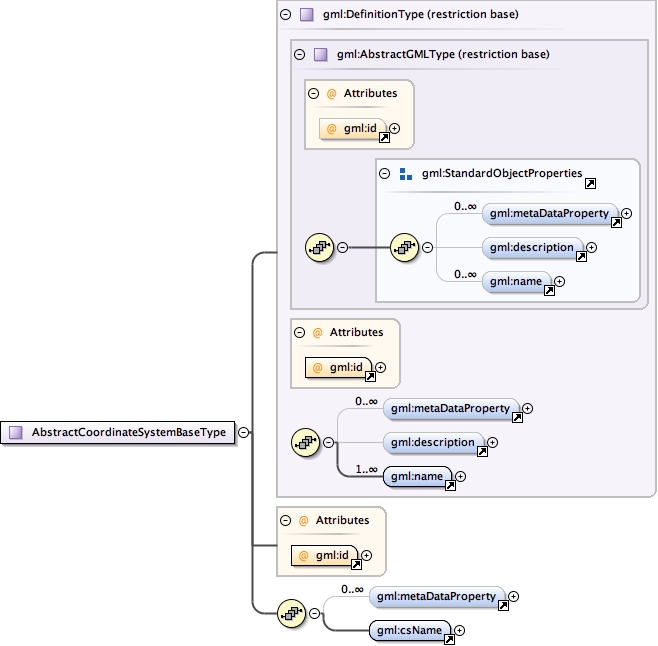 gml:DefinitionType (restriction base)
gml:AbstractGMLType (restriction base)
@ Attributes
@ gml:id
gml:StandardObjectProperties
0..∞
gml:metaDataProperty
gml:description
0..∞
gml:name
@ Attributes
@ gml:id
0..∞
gml:metaDataProperty
AbstractCoordinateSystemBaseType
gml:description
1..∞
gml:name
@ Attributes
@ gml:id
0..∞
gml:metaDataProperty
gml:csName